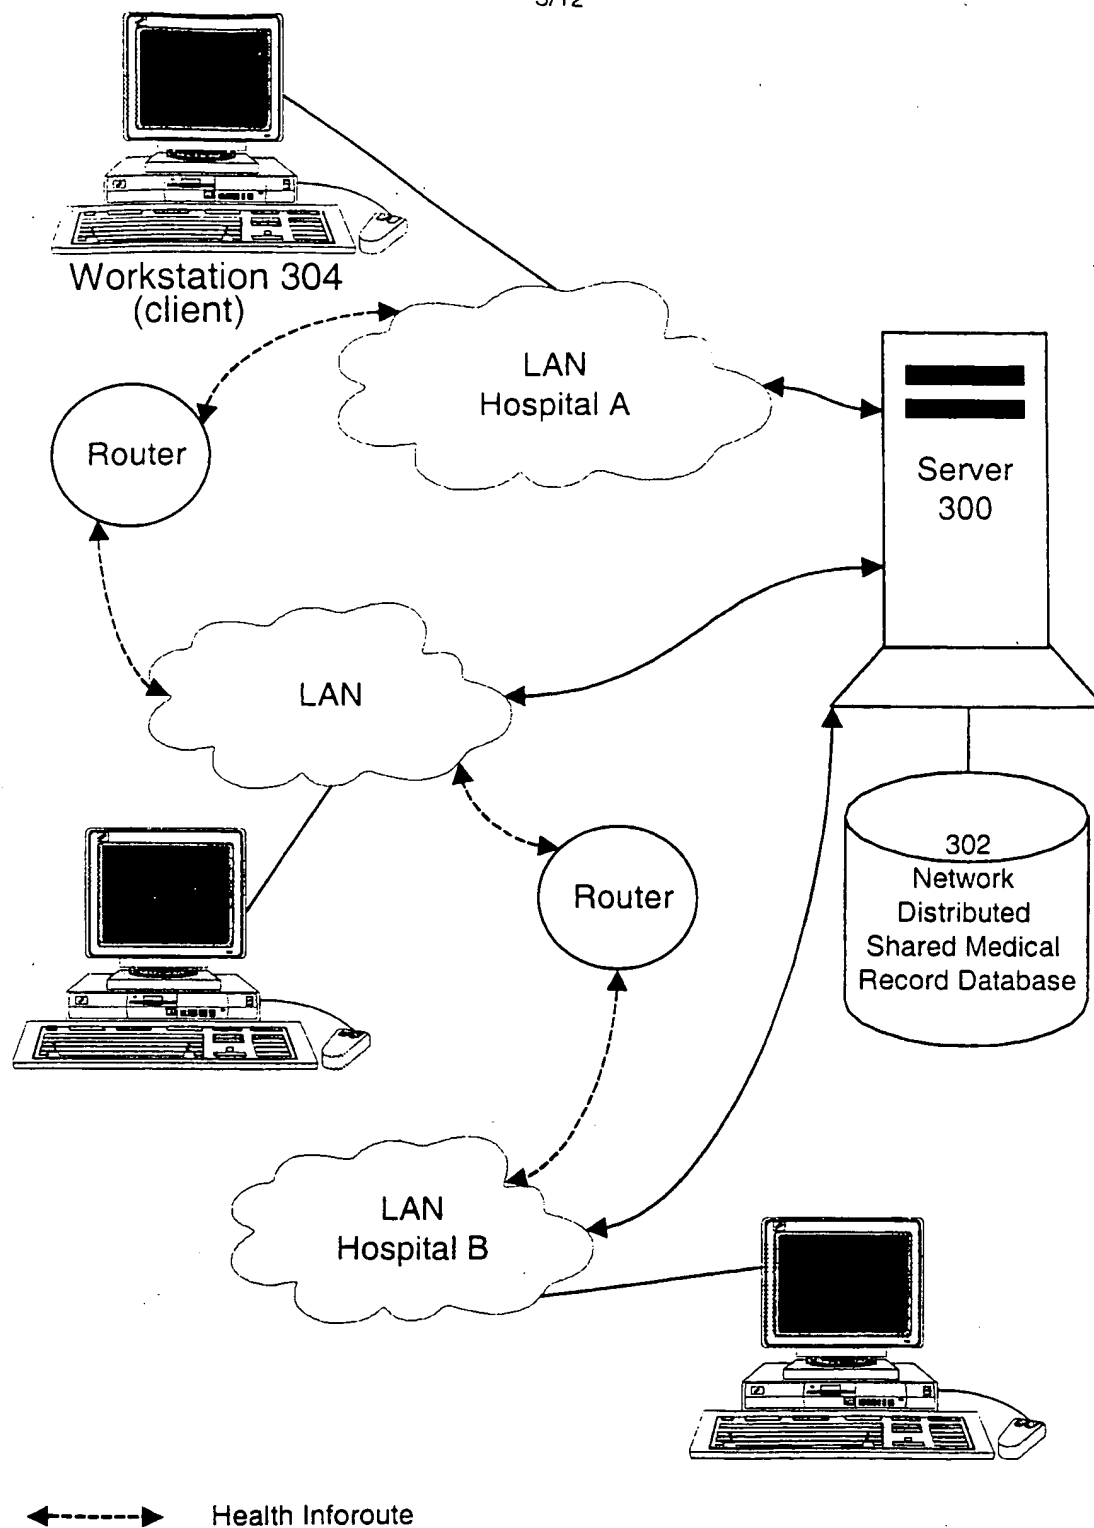 Workstation 304
(client)
LAN
Hospital A
Router
Server
300
LAN
302
Network
Distributed
Shared Medical
Record Database
Router
LAN
Hospital B
Health Inforoute